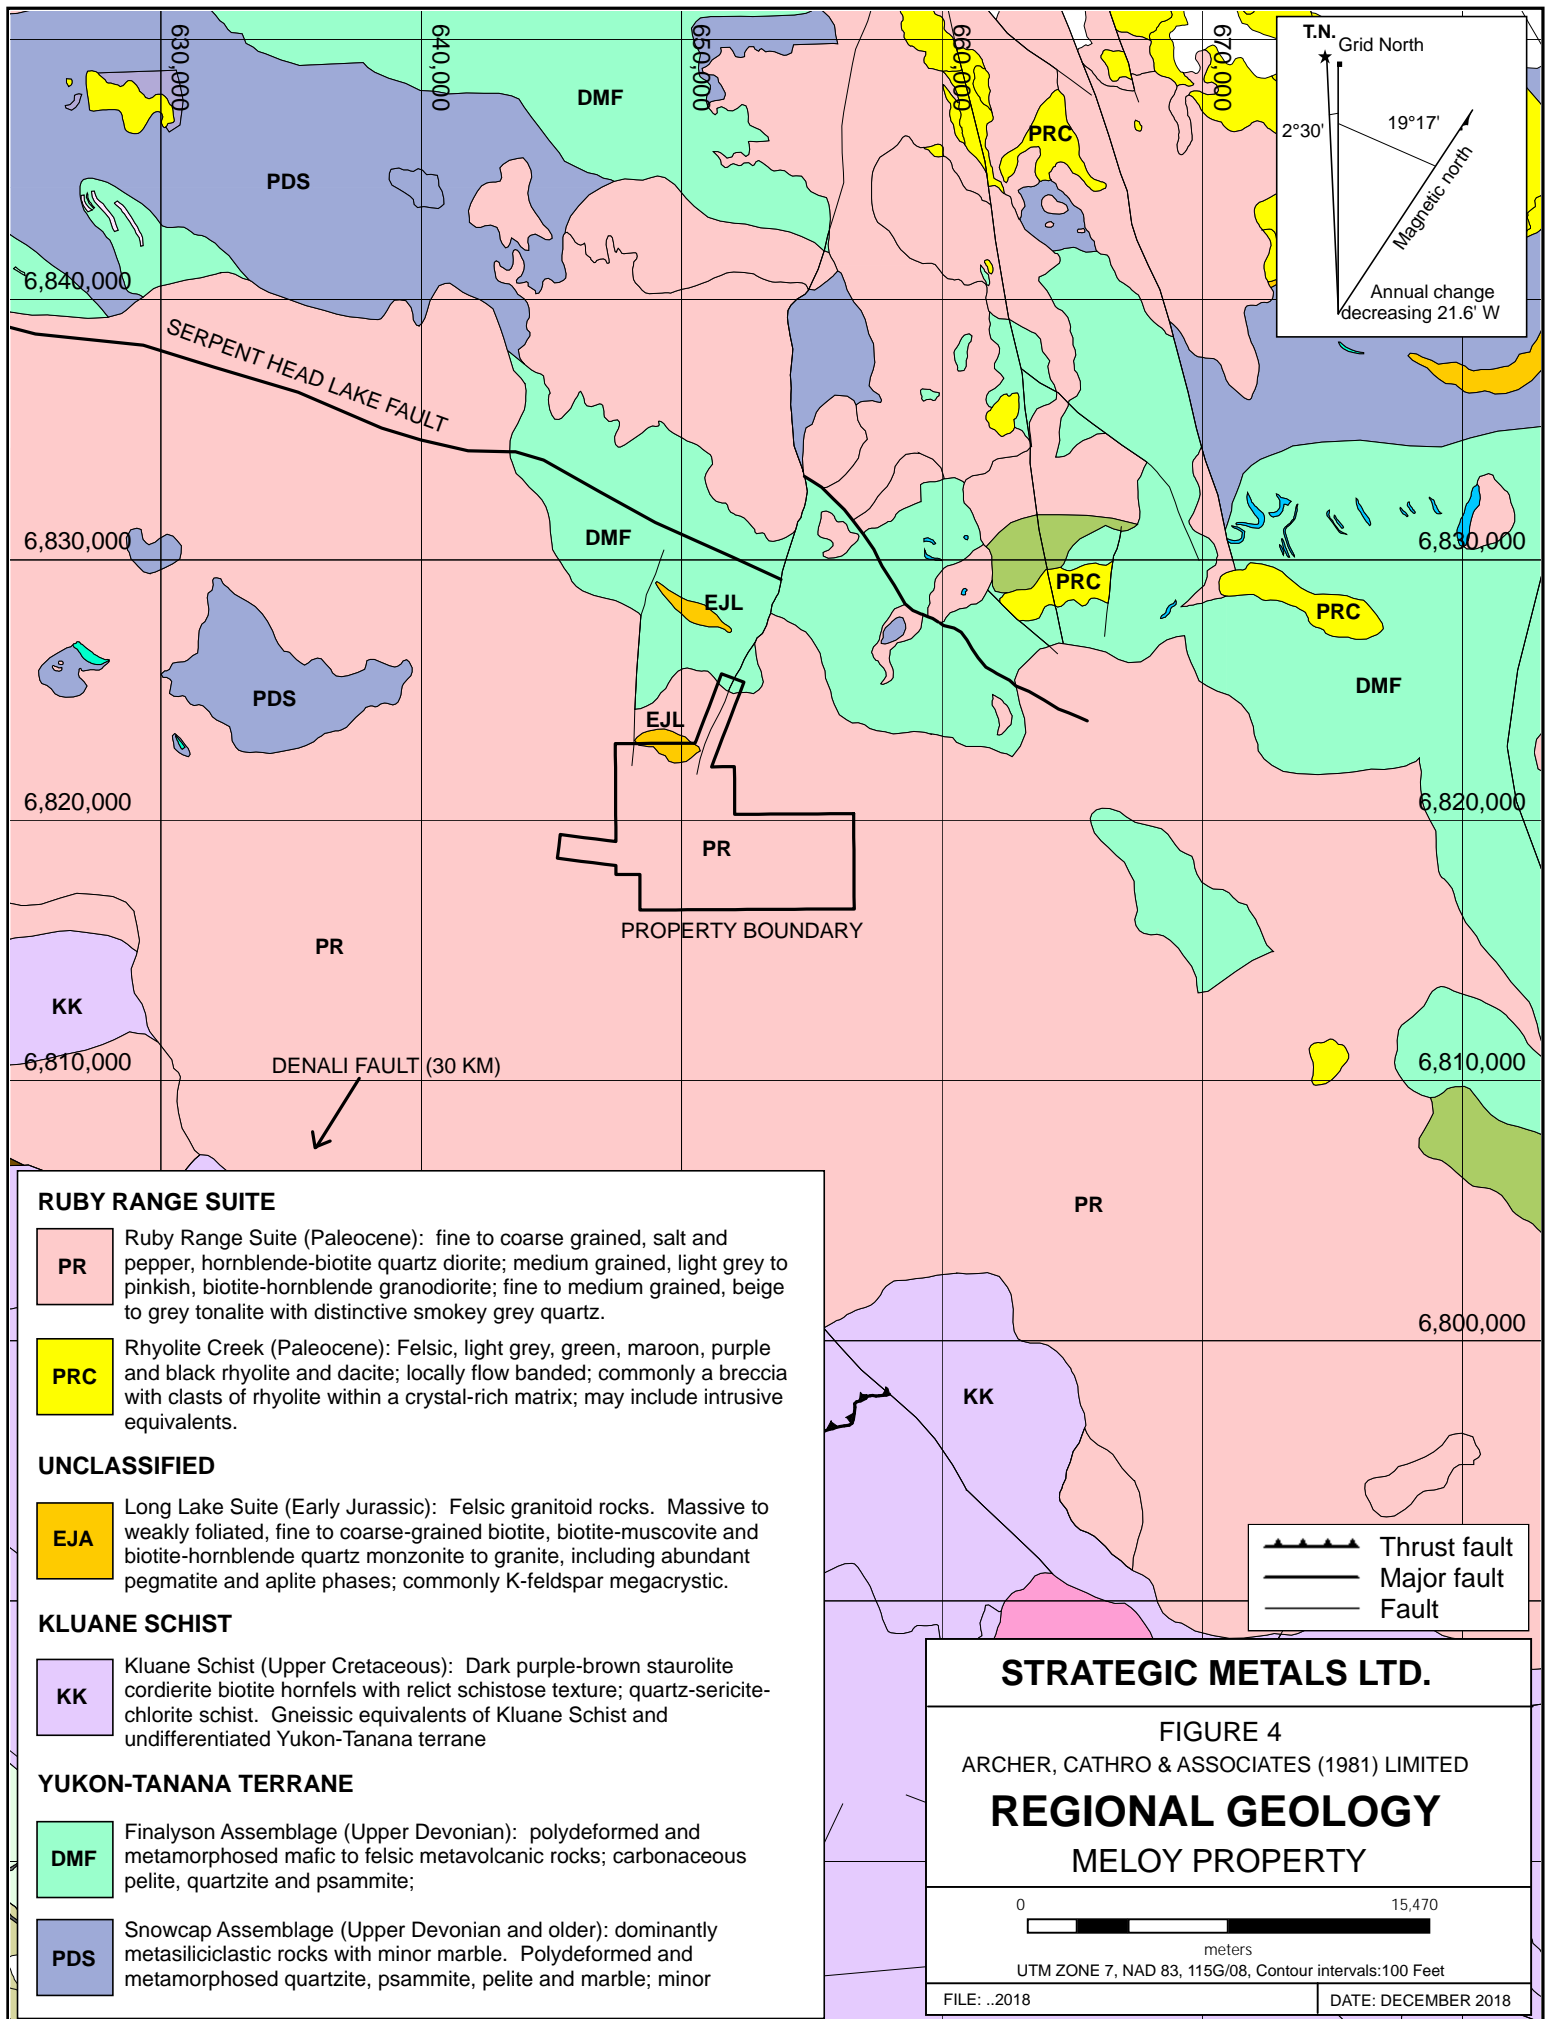 630,000
640,000
650,000
660,000
670,000
T.N.
Grid North
2°30'
19°17'
Magnetic north
Annual change
decreasing 21.6' W
DMF
PRC
PDS
6,840,000
SERPENT HEAD LAKE FAULT
DMF
6,830,000
6,830,000
EJL
PRC
PRC
PDS
DMF
EJL
6,820,000
6,820,000
PR
PROPERTY BOUNDARY
PR
KK
6,810,000
DENALI FAULT (30 KM)
6,810,000
PR
6,800,000
KK
RUBY RANGE SUITE
PR
Ruby Range Suite (Paleocene): fine to coarse grained, salt and
pepper, hornblende-biotite quartz diorite; medium grained, light grey to
pinkish, biotite-hornblende granodiorite; fine to medium grained, beige
to grey tonalite with distinctive smokey grey quartz.
PRC
Rhyolite Creek (Paleocene): Felsic, light grey, green, maroon, purple
and black rhyolite and dacite; locally flow banded; commonly a breccia
with clasts of rhyolite within a crystal-rich matrix; may include intrusive
equivalents.
UNCLASSIFIED
EJA
Long Lake Suite (Early Jurassic): Felsic granitoid rocks. Massive to
weakly foliated, fine to coarse-grained biotite, biotite-muscovite and
biotite-hornblende quartz monzonite to granite, including abundant
pegmatite and aplite phases; commonly K-feldspar megacrystic.
KLUANE SCHIST
KK
Kluane Schist (Upper Cretaceous): Dark purple-brown staurolite
cordierite biotite hornfels with relict schistose texture; quartz-sericite-
chlorite schist. Gneissic equivalents of Kluane Schist and
undifferentiated Yukon-Tanana terrane
YUKON-TANANA TERRANE
DMF
Finalyson Assemblage (Upper Devonian): polydeformed and
metamorphosed mafic to felsic metavolcanic rocks; carbonaceous
pelite, quartzite and psammite;
PDS
Snowcap Assemblage (Upper Devonian and older): dominantly
metasiliciclastic rocks with minor marble. Polydeformed and
metamorphosed quartzite, psammite, pelite and marble; minor
Thrust fault
Major fault
Fault
STRATEGIC METALS LTD.
FIGURE 4
ARCHER, CATHRO & ASSOCIATES (1981) LIMITED
REGIONAL GEOLOGY
MELOY PROPERTY
0 15,470
meters
UTM ZONE 7, NAD 83, 115G/08, Contour intervals:100 Feet
FILE: ..2018
DATE: DECEMBER 2018